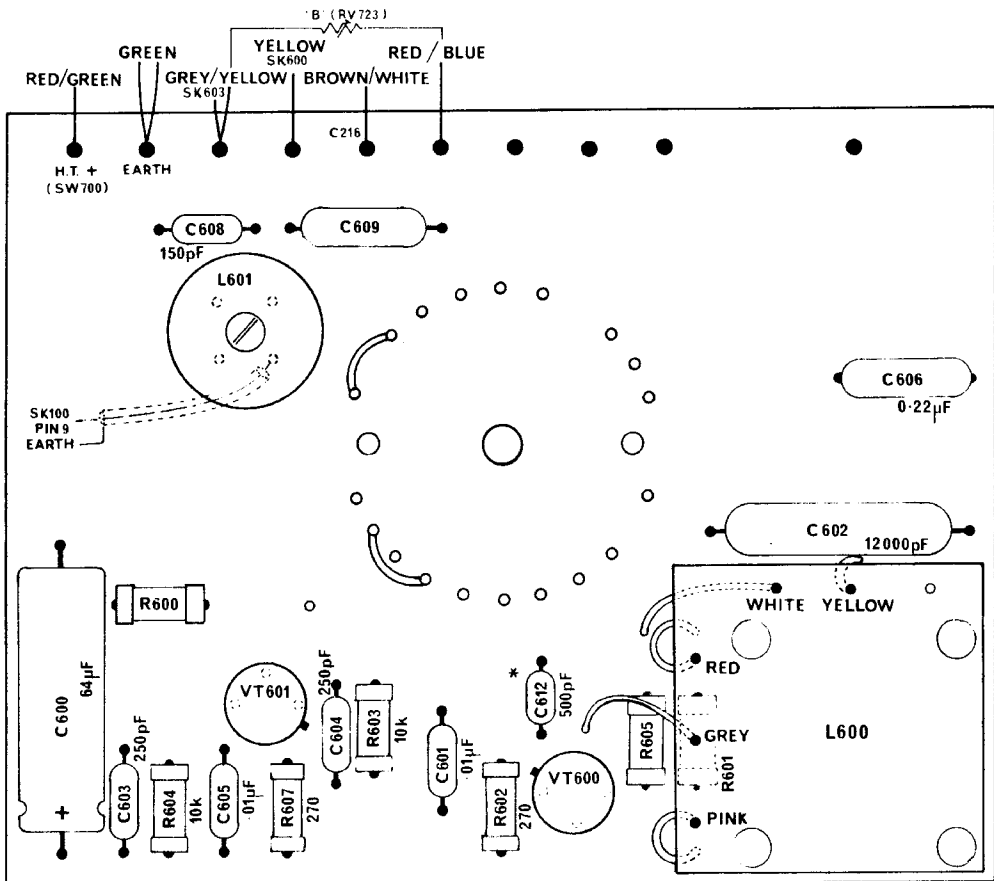 'B' (RV723)
GREEN
YELLOW
SK600
RED/BLUE
RED/GREEN
GREY/YELLOW
BROWN/WHITE
SK603
C216
H.T. +
(SW700)
EARTH
C608
150pF
C609
L601
C606
0·22µF
SK100
PIN 9
EARTH
C602
12000pF
WHITE
YELLOW
R600
C600
64µF
+
VT601
250pF
C604
R603
10k
*
C612
500pF
RED
GREY
PINK
L600
R605
R601
VT600
C601
·01µF
R602
270
250pF
C603
R604
10k
C605
·01µF
R607
270